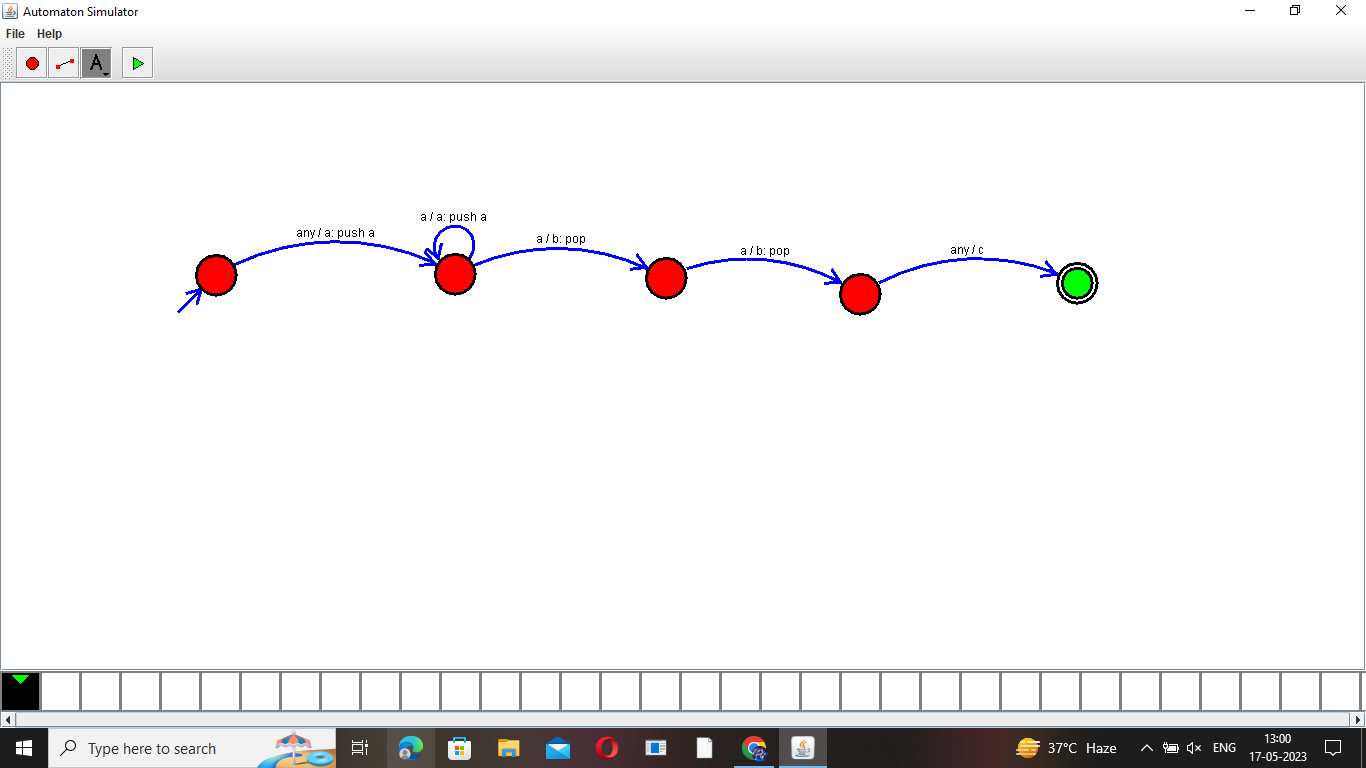 Automaton Simulator
File Help
A
a / a: push a
any / a: push a
a / b: pop
a / b: pop
any / c
Type here to search
37°C Haze
ENG
13:00
17-05-2023